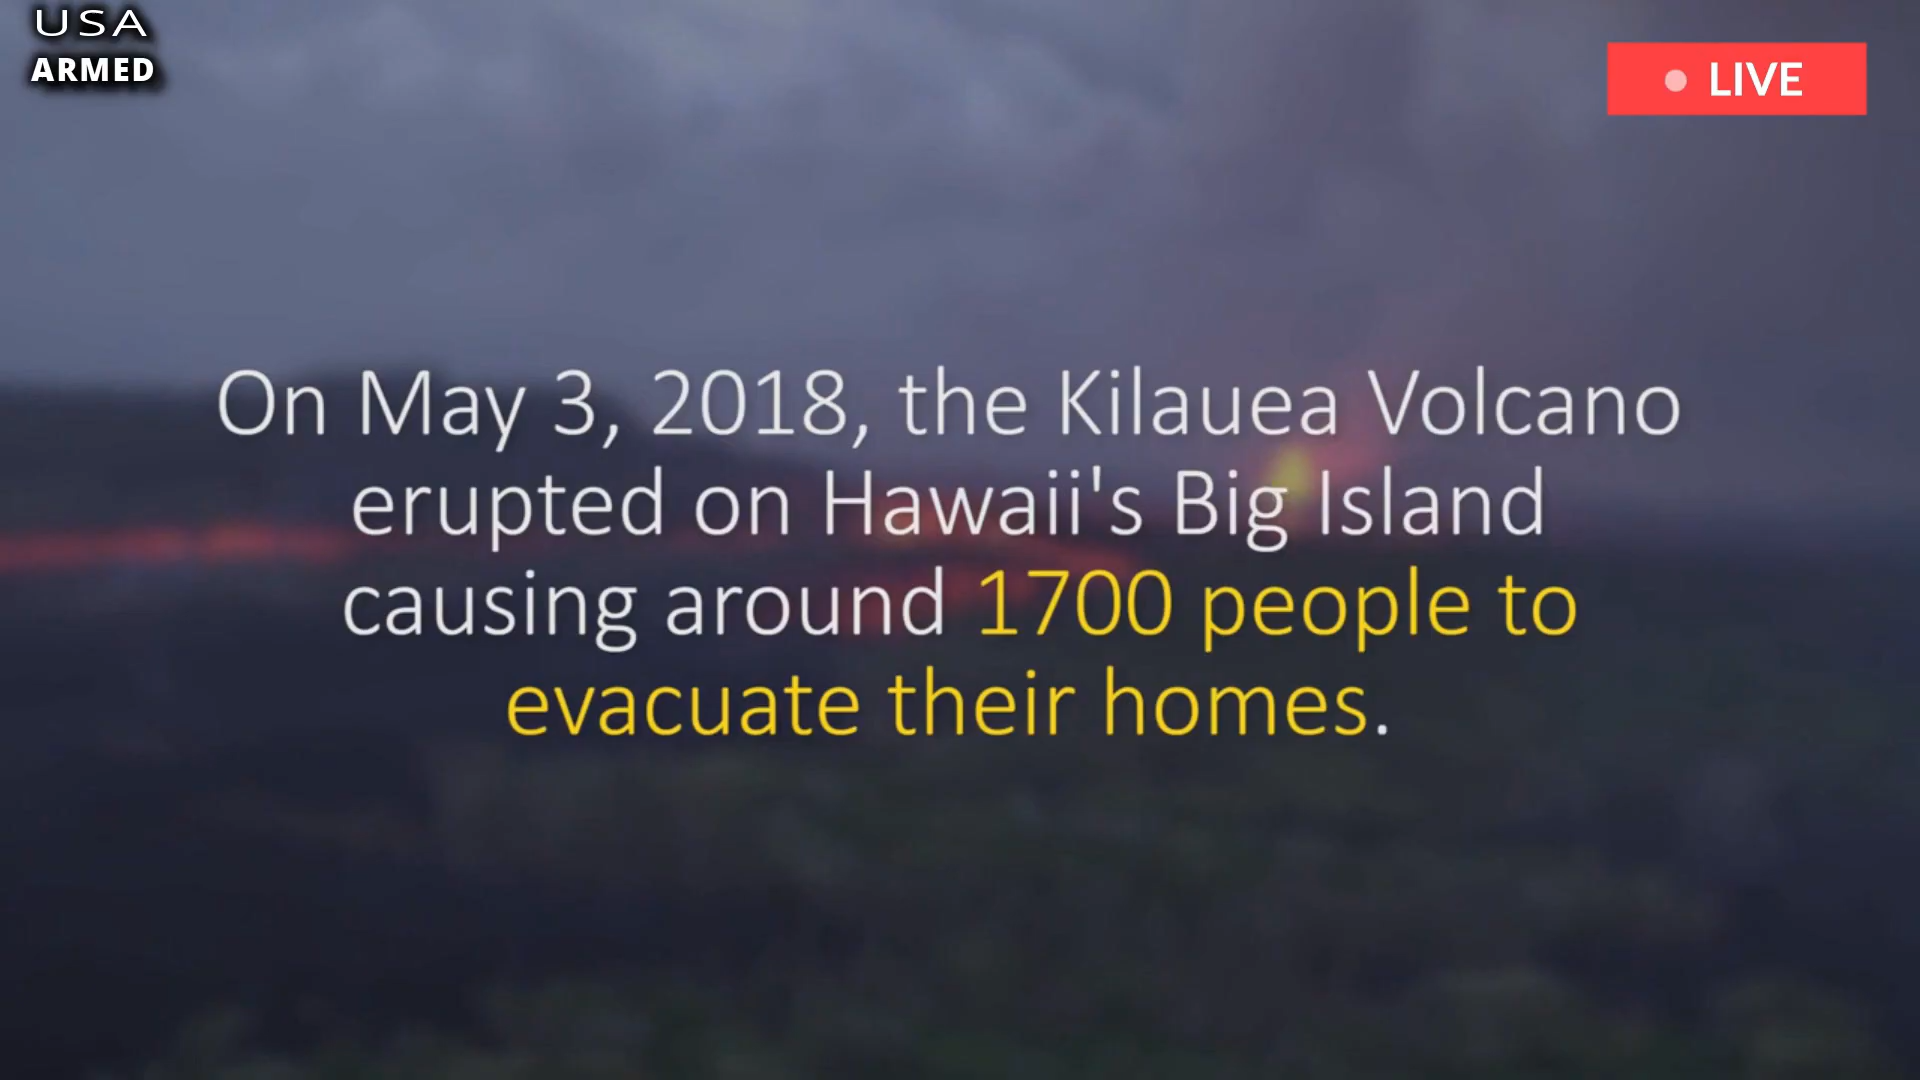 USA
ARMED
LIVE
On May 3, 2018, the Kilauea Volcano
erupted on Hawaii's Big Island
causing around 1700 people to
evacuate their homes.